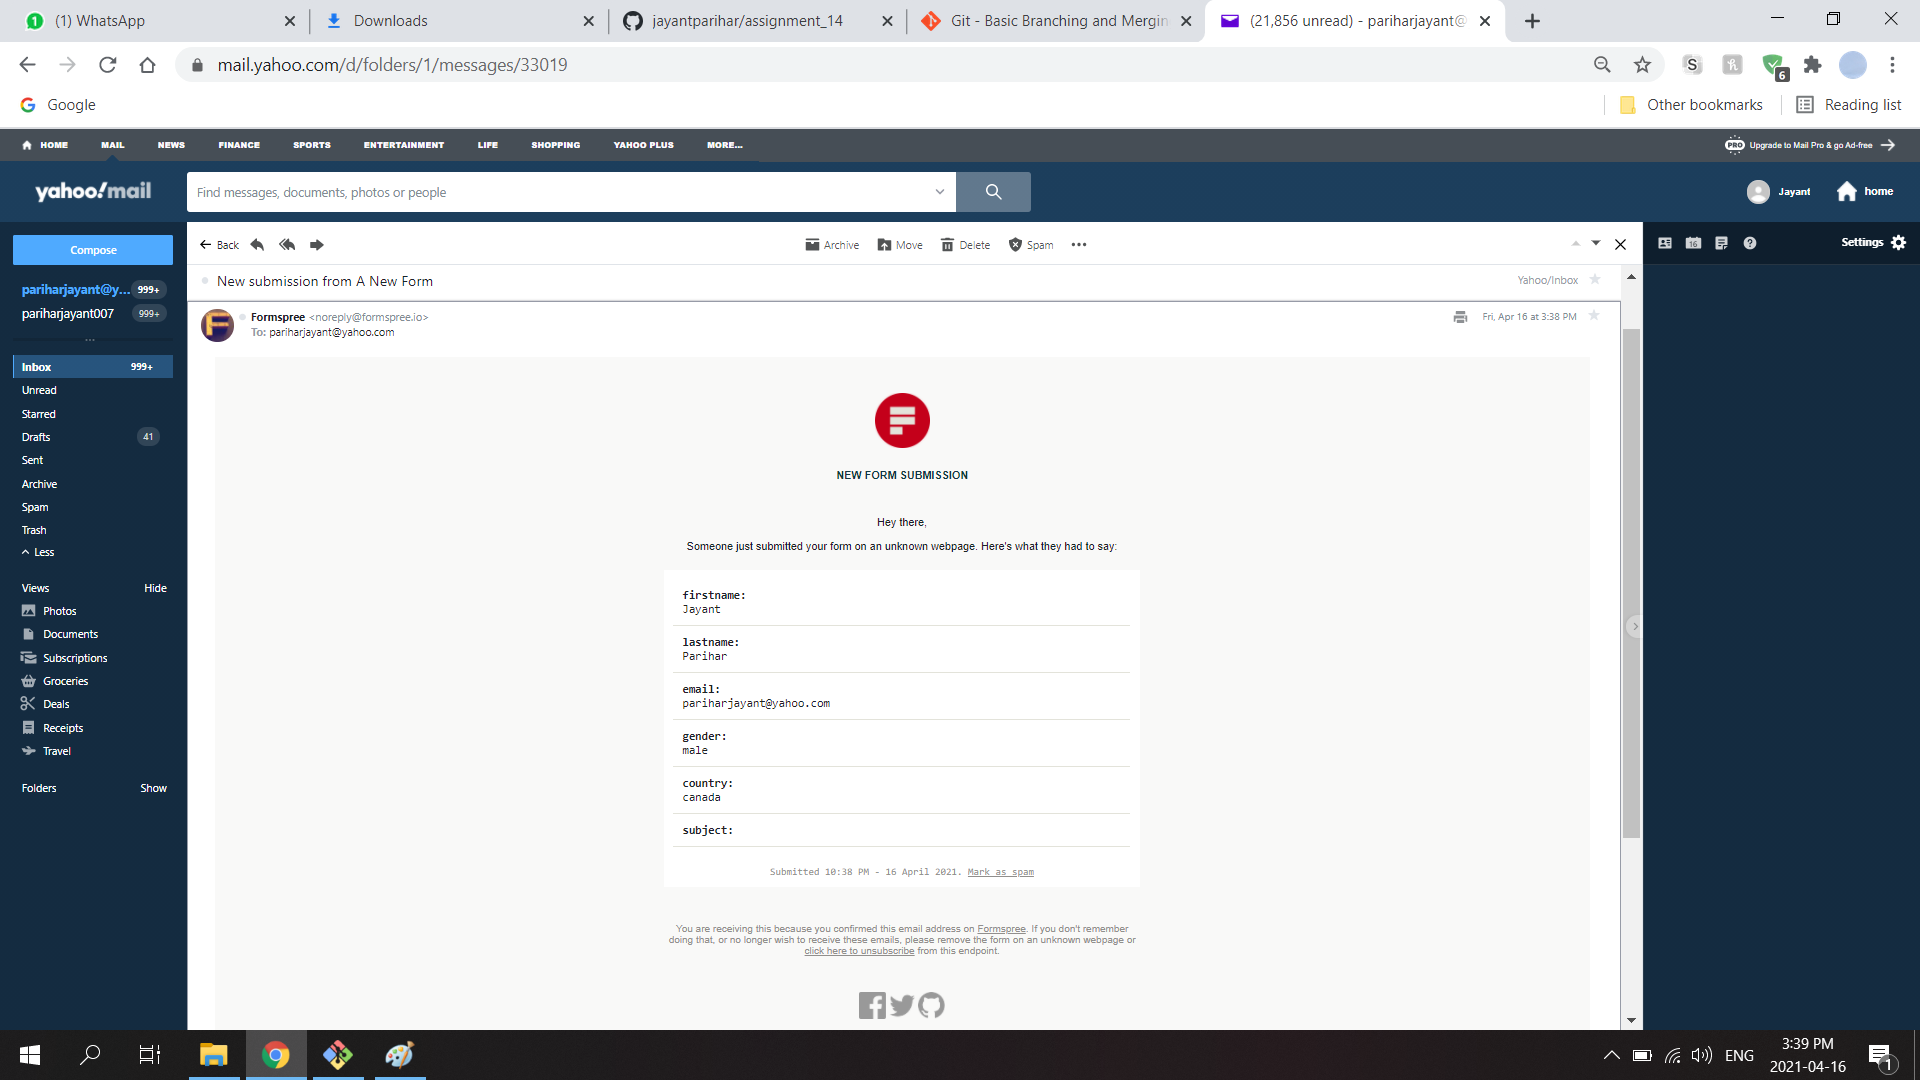 (1) WhatsApp
Downloads
jayantparihar/assignment_14
Git - Basic Branching and Mergin
(21,856 unread) - pariharjayant@
mail.yahoo.com/d/folders/1/messages/33019
S
h
6
Google
Other bookmarks
Reading list
HOME
MAIL
NEWS
FINANCE
SPORTS
ENTERTAINMENT
LIFE
SHOPPING
YAHOO PLUS
MORE...
PRO
Upgrade to Mail Pro & go Ad-free
yahoo!mail
Find messages, documents, photos or people
Jayant
home
Compose
Back
Archive
Move
Delete
Spam
16
Settings
New submission from A New Form
Yahoo/Inbox
pariharjayant@y... 999+
pariharjayant007 999+
Formspree <noreply@formspree.io>
Fri, Apr 16 at 3:38 PM
To: pariharjayant@yahoo.com
Inbox 999+
Unread
Starred
Drafts 41
Sent
Archive
Spam
Trash
Less
Views Hide
Photos
Documents
Subscriptions
Groceries
Deals
Receipts
Travel
Folders Show
NEW FORM SUBMISSION
Hey there,
Someone just submitted your form on an unknown webpage. Here's what they had to say:
firstname:
Jayant
lastname:
Parihar
email:
pariharjayant@yahoo.com
gender:
male
country:
canada
subject:
Submitted 10:38 PM - 16 April 2021. Mark as spam
You are receiving this because you confirmed this email address on Formspree. If you don't remember
doing that, or no longer wish to receive these emails, please remove the form on an unknown webpage or
click here to unsubscribe from this endpoint.
ENG
3:39 PM
2021-04-16
1